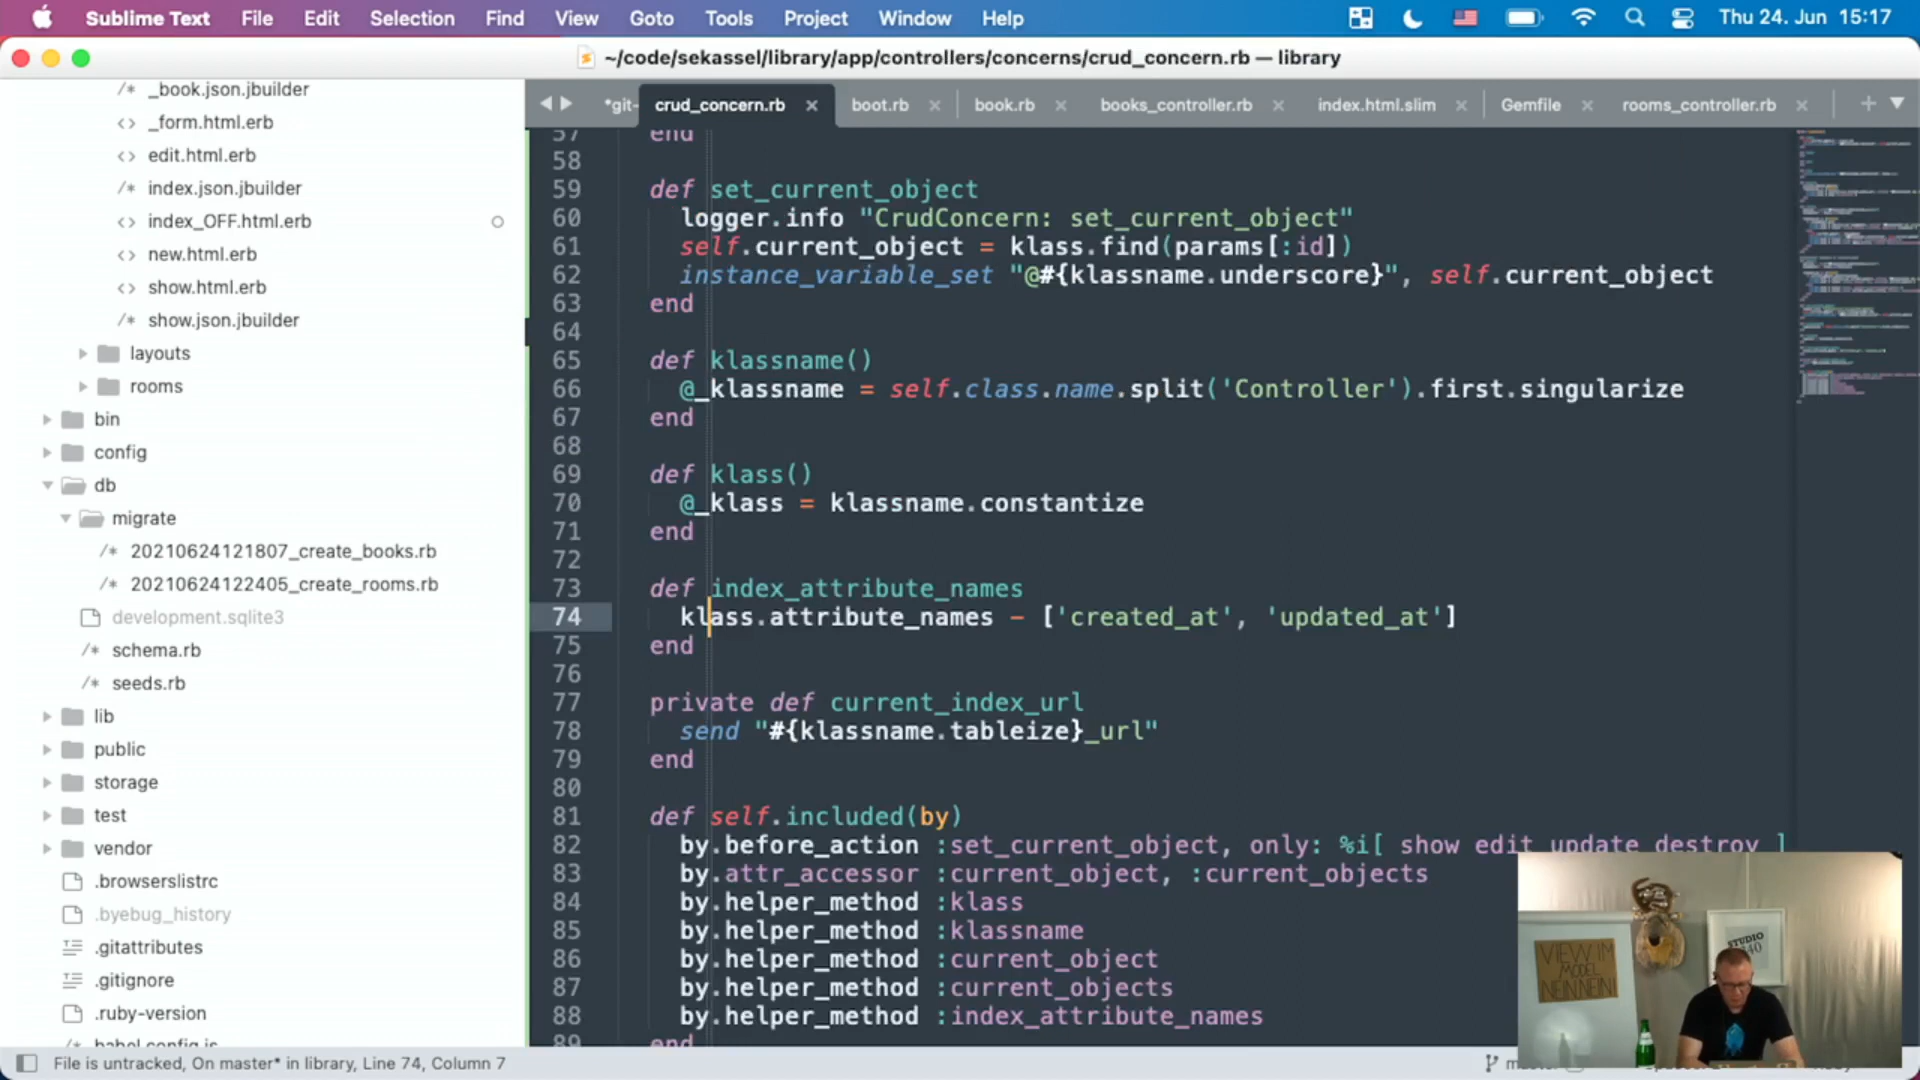 Sublime Text File Edit Selection Find View Goto Tools Project Window Help Thu 24. Jun 15:17
~/code/sekassel/library/app/controllers/concerns/crud_concern.rb — library
*git- crud_concern.rb boot.rb book.rb books_controller.rb index.html.slim Gemfile rooms_controller.rb
/* _book.json.jbuilder
<> _form.html.erb
<> edit.html.erb
/* index.json.jbuilder
<> index_OFF.html.erb
<> new.html.erb
<> show.html.erb
/* show.json.jbuilder
layouts
rooms
bin
config
db
migrate
/* 20210624121807_create_books.rb
/* 20210624122405_create_rooms.rb
development.sqlite3
/* schema.rb
/* seeds.rb
lib
public
storage
test
vendor
.browserslistrc
.byebug_history
.gitattributes
.gitignore
.ruby-version
babel.config.js
57 end
58
59 def set_current_object
60 logger.info "CrudConcern: set_current_object"
61 self.current_object = klass.find(params[:id])
62 instance_variable_set "@#{klassname.underscore}", self.current_object
63 end
64
65 def klassname()
66 @_klassname = self.class.name.split('Controller').first.singularize
67 end
68
69 def klass()
70 @_klass = klassname.constantize
71 end
72
73 def index_attribute_names
74 klass.attribute_names - ['created_at', 'updated_at']
75 end
76
77 private def current_index_url
78 send "#{klassname.tableize}_url"
79 end
80
81 def self.included(by)
82 by.before_action :set_current_object, only: %i[ show edit update destroy ]
83 by.attr_accessor :current_object, :current_objects
84 by.helper_method :klass
85 by.helper_method :klassname
86 by.helper_method :current_object
87 by.helper_method :current_objects
88 by.helper_method :index_attribute_names
89 end
VIEW IM
MODEL
NEIN NEIN!
STUDIO
File is untracked, On master* in library, Line 74, Column 7